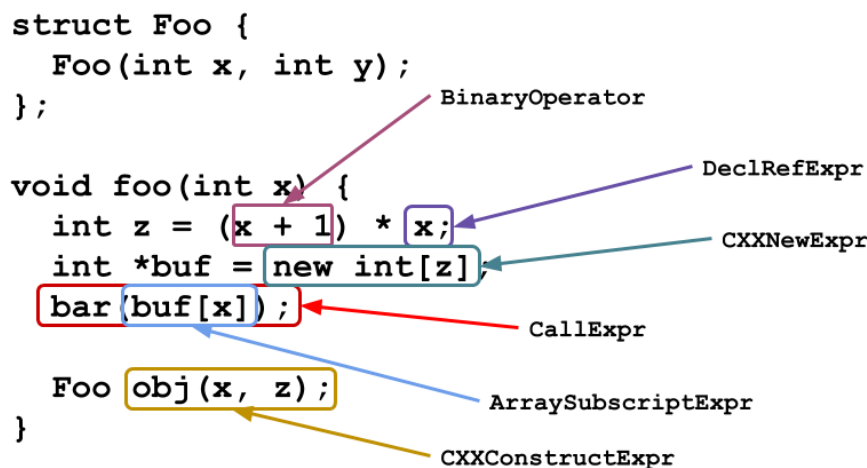 struct Foo {
  Foo(int x, int y);
};
BinaryOperator
void foo(int x) {
DeclRefExpr
  int z = (x + 1) * x;
CXXNewExpr
  int *buf = new int[z];
  bar(buf[x]);
CallExpr
  Foo obj(x, z);
ArraySubscriptExpr
}
CXXConstructExpr